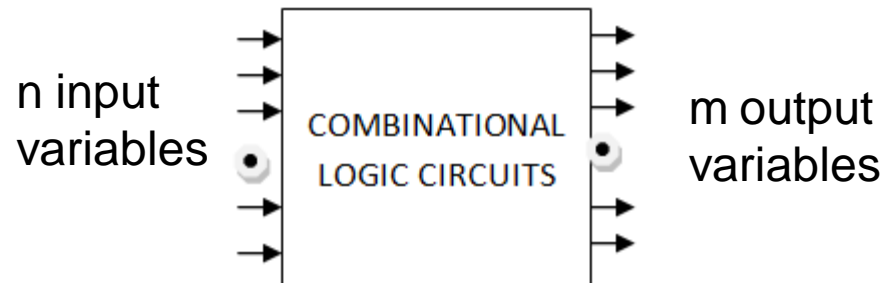 n input
variables
COMBINATIONAL
LOGIC CIRCUITS
m output
variables